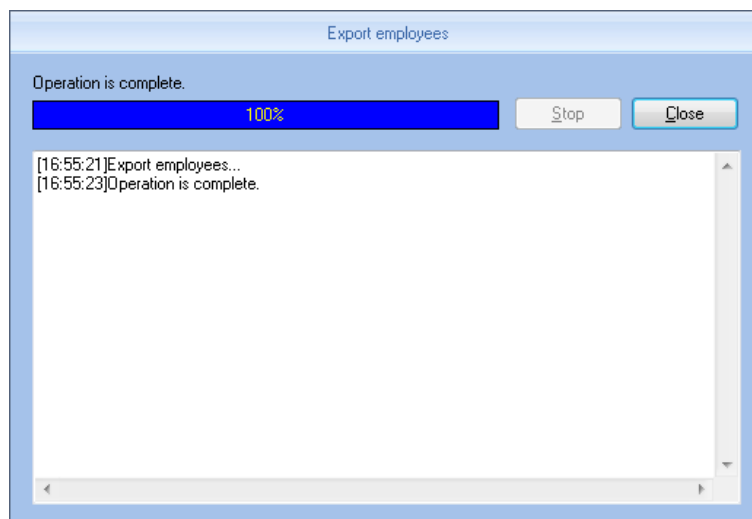 Export employees
Operation is complete.
100%
Stop
Close
[16:55:21]Export employees...
[16:55:23]Operation is complete.